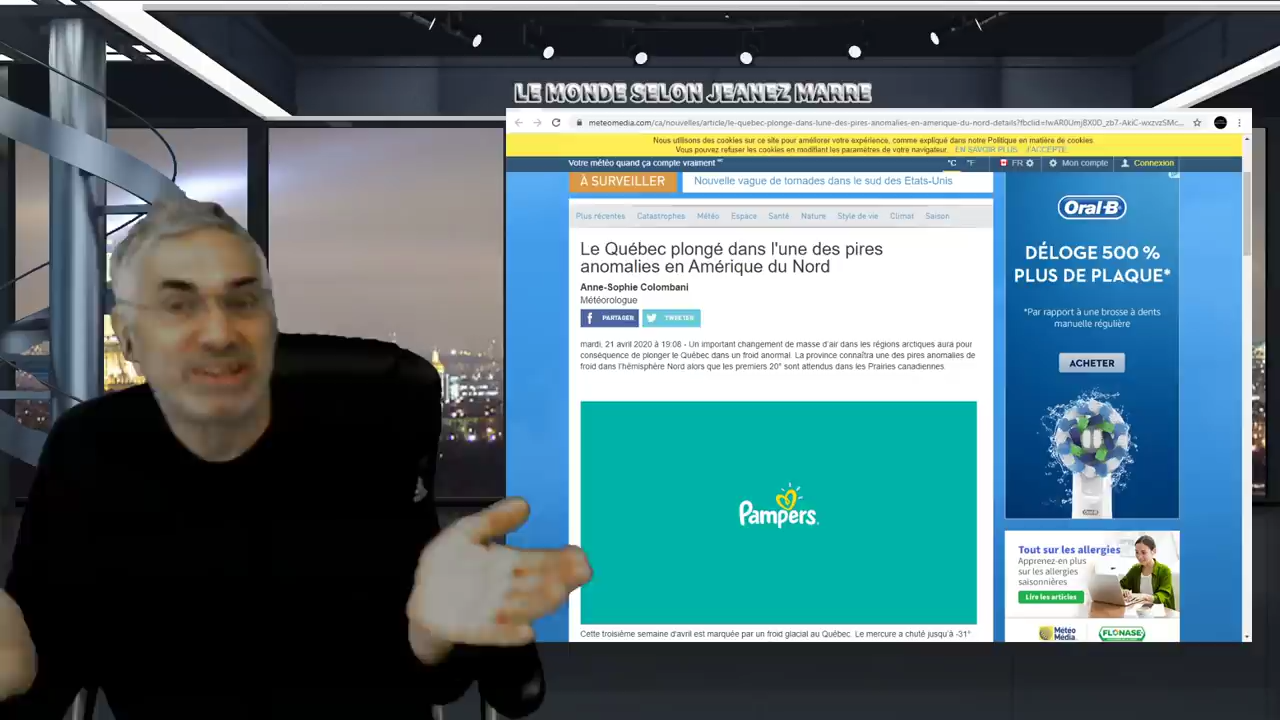 LE MONDE SELON JEANEZ MARRE
Nous utilisons des cookies sur ce site pour améliorer votre expérience, comme expliqué dans notre Politique en matière de cookies
Vous pouvez refuser les cookies en modifiant les paramètres de votre navigateur. EN SAVOIR PLUS J'ACCEPTE
Votre météo quand ça compte vraiment
°C °F FR Mon compte Connexion
À SURVEILLER Nouvelle vague de tornades dans le sud des États-Unis
Plus récentes Catastrophes Météo Espace Santé Nature Style de vie Climat Saison
Le Québec plongé dans l'une des pires
anomalies en Amérique du Nord
Anne-Sophie Colombani
Météorologue
PARTAGER TWEETER
mardi, 21 avril 2020 à 19:06 - Un important changement de masse d'air dans les régions arctiques aura pour
conséquence de plonger le Québec dans un froid anormal. La province connaîtra une des pires anomalies de
froid dans l'hémisphère Nord alors que les premiers 20° sont attendus dans les Prairies canadiennes.
Pampers
Cette troisième semaine d'avril est marquée par un froid glacial au Québec. Le mercure a chuté jusqu'à -31°
Oral-B
DÉLOGE 500 %
PLUS DE PLAQUE*
*Par rapport à une brosse à dents
manuelle régulière
ACHETER
Oral-B
Tout sur les allergies
Apprenez-en plus
sur les allergies
saisonnières
Lire les articles
Météo Média FLONASE